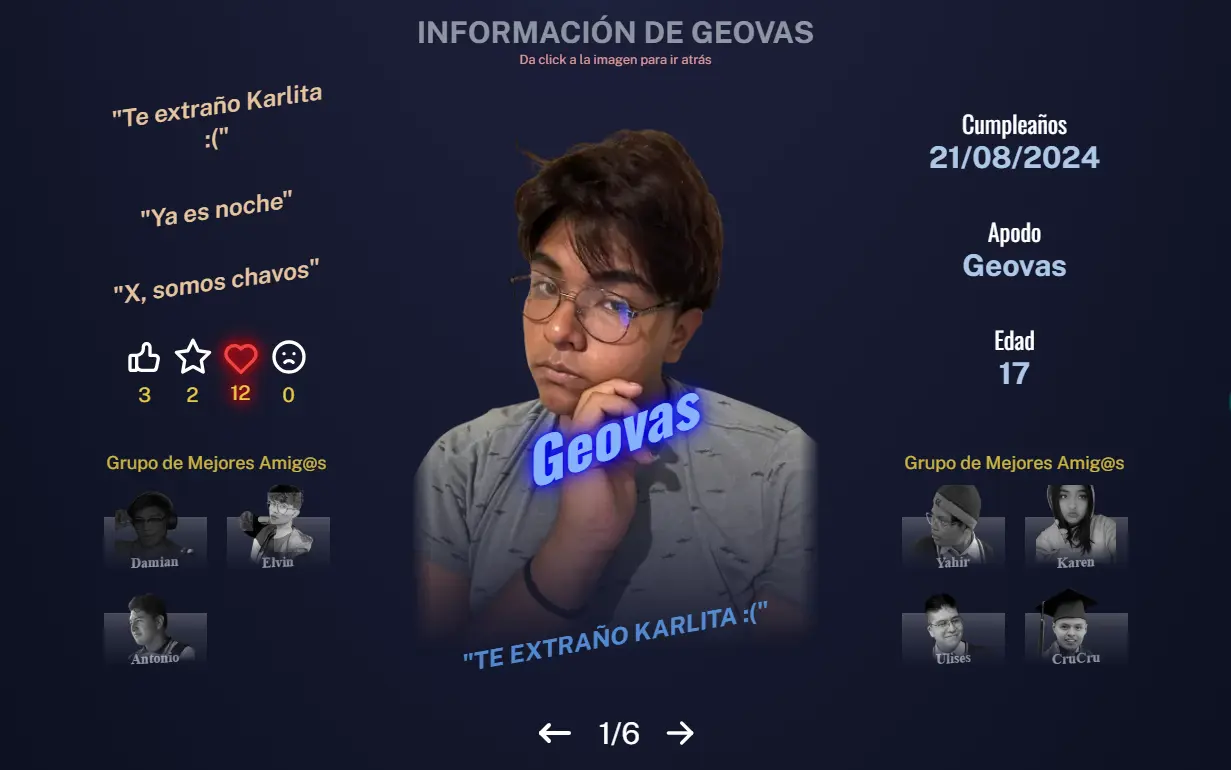 INFORMACIÓN DE GEOVAS
Da click a la imagen para ir atrás
"Te extraño Karlita
:("
"Ya es noche"
"X, somos chavos"
3 2 12 0
Grupo de Mejores Amig@s
Damian Elvin
Antonio
Geovas
"TE EXTRAÑO KARLITA :("
Cumpleaños
21/08/2024
Apodo
Geovas
Edad
17
Grupo de Mejores Amig@s
Yahir Karen
Ulises CruCru
1/6